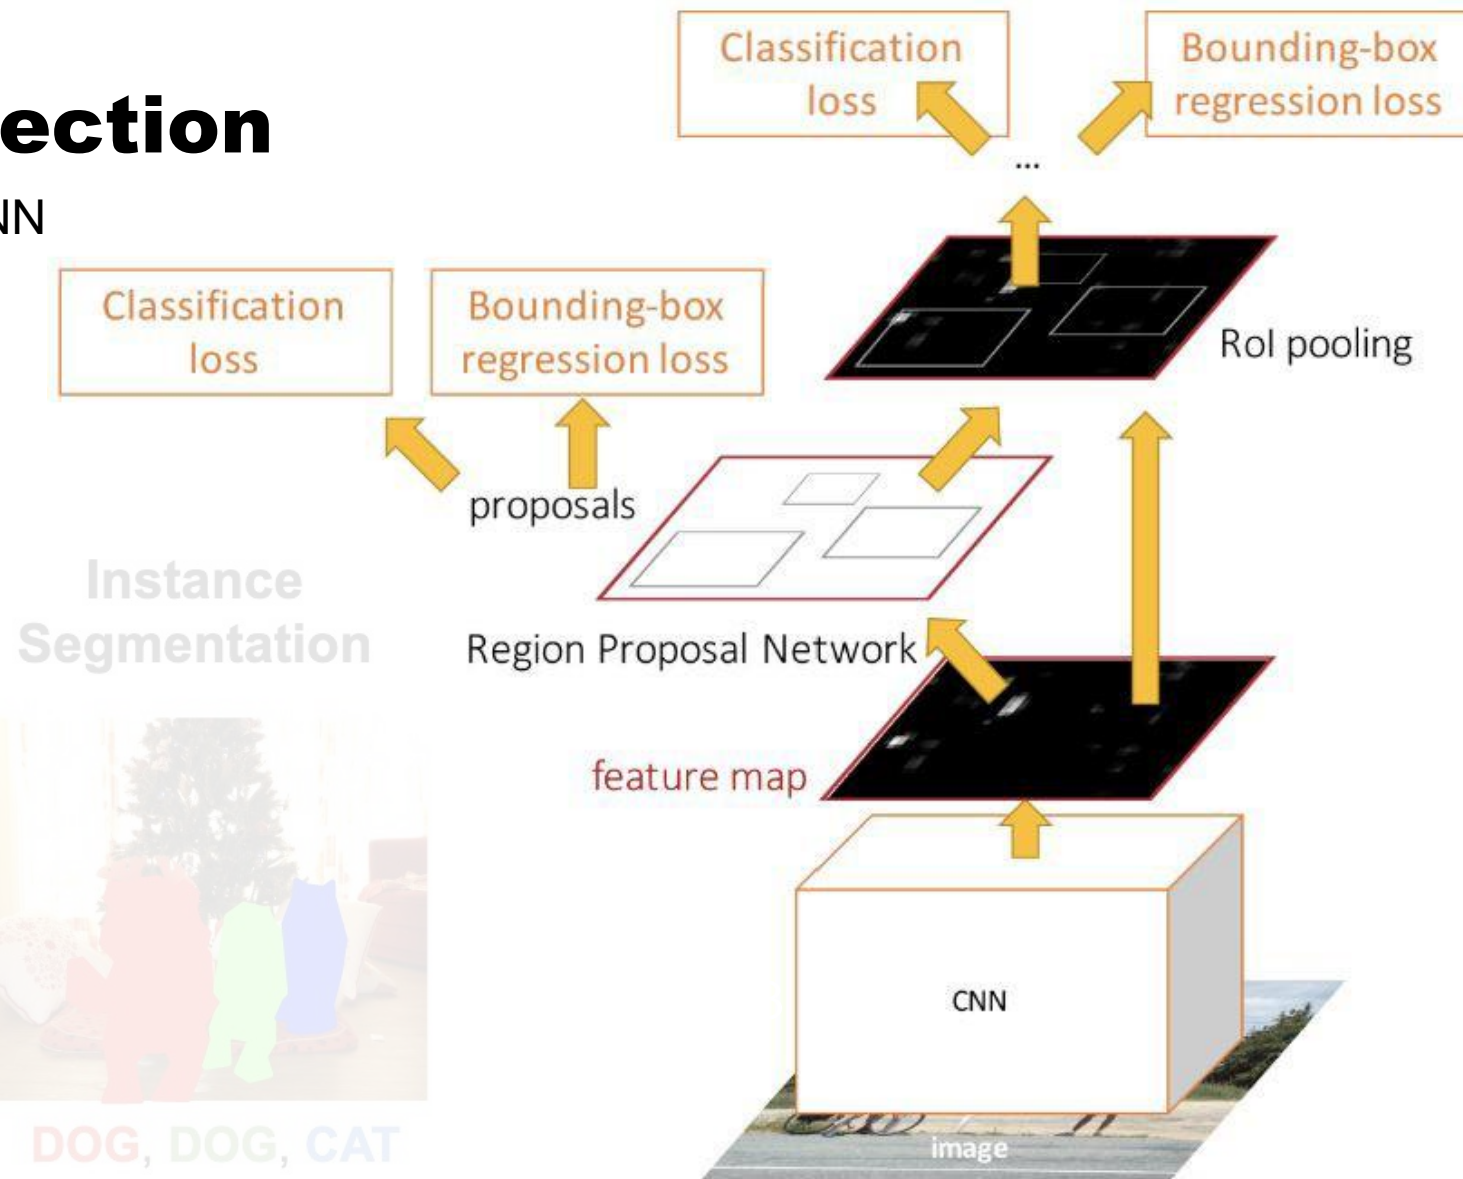 ection
NN
Classification
loss
Bounding-box
regression loss
...
Classification
loss
Bounding-box
regression loss
RoI pooling
proposals
Instance
Segmentation
Region Proposal Network
feature map
CNN
image
DOG, DOG, CAT